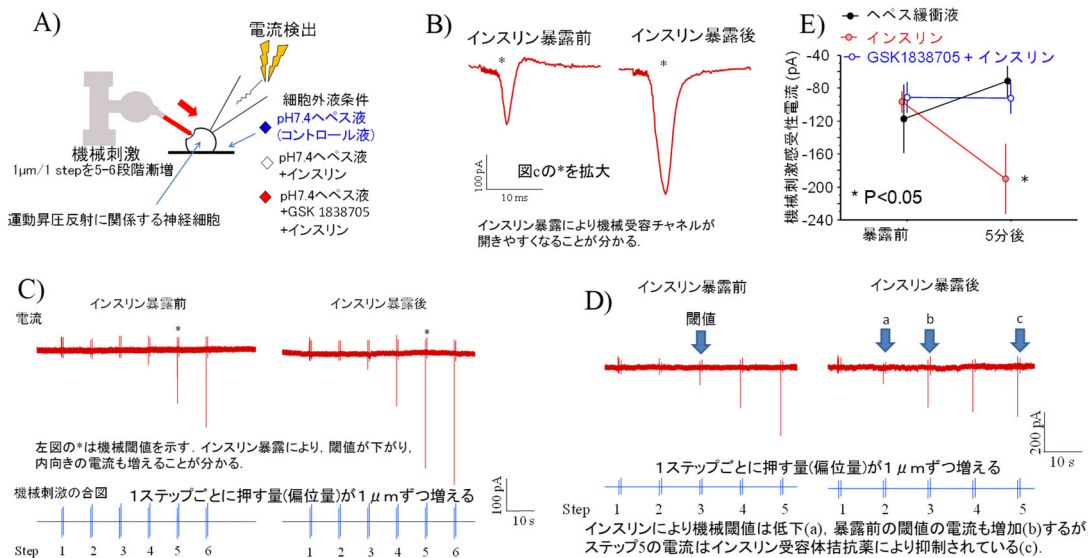 A)
電流検出
細胞外液条件
pH7.4ヘペス液
(コントロール液)
pH7.4ヘペス液
+インスリン
pH7.4ヘペス液
+GSK 1838705
+インスリン
機械刺激
1μm/1 stepを5-6段階漸増
運動昇圧反射に関係する神経細胞
B)
インスリン暴露前
インスリン暴露後
*
*
100 pA
10 ms
図cの*を拡大
インスリン暴露により機械受容チャネルが
開きやすくなることが分かる.
E)
ヘペス緩衝液
インスリン
GSK1838705 + インスリン
機械刺激感受性電流 (pA)
-40
-80
-120
-160
-200
-240
*
* P<0.05
暴露前
5分後
C)
インスリン暴露前
インスリン暴露後
電流
*
*
左図の*は機械閾値を示す. インスリン暴露により, 閾値が下がり,
内向きの電流も増えることが分かる.
1ステップごとに押す量(偏位量)が1μmずつ増える
機械刺激の合図
100 pA
10 s
Step
1 2 3 4 5 6
1 2 3 4 5 6
D)
インスリン暴露前
インスリン暴露後
閾値
a
b
c
200 pA
10 s
1ステップごとに押す量(偏位量)が1μmずつ増える
Step
1 2 3 4 5
1 2 3 4 5
インスリンにより機械閾値は低下(a), 暴露前の閾値の電流も増加(b)するが
ステップ5の電流はインスリン受容体拮抗薬により抑制されている(c).